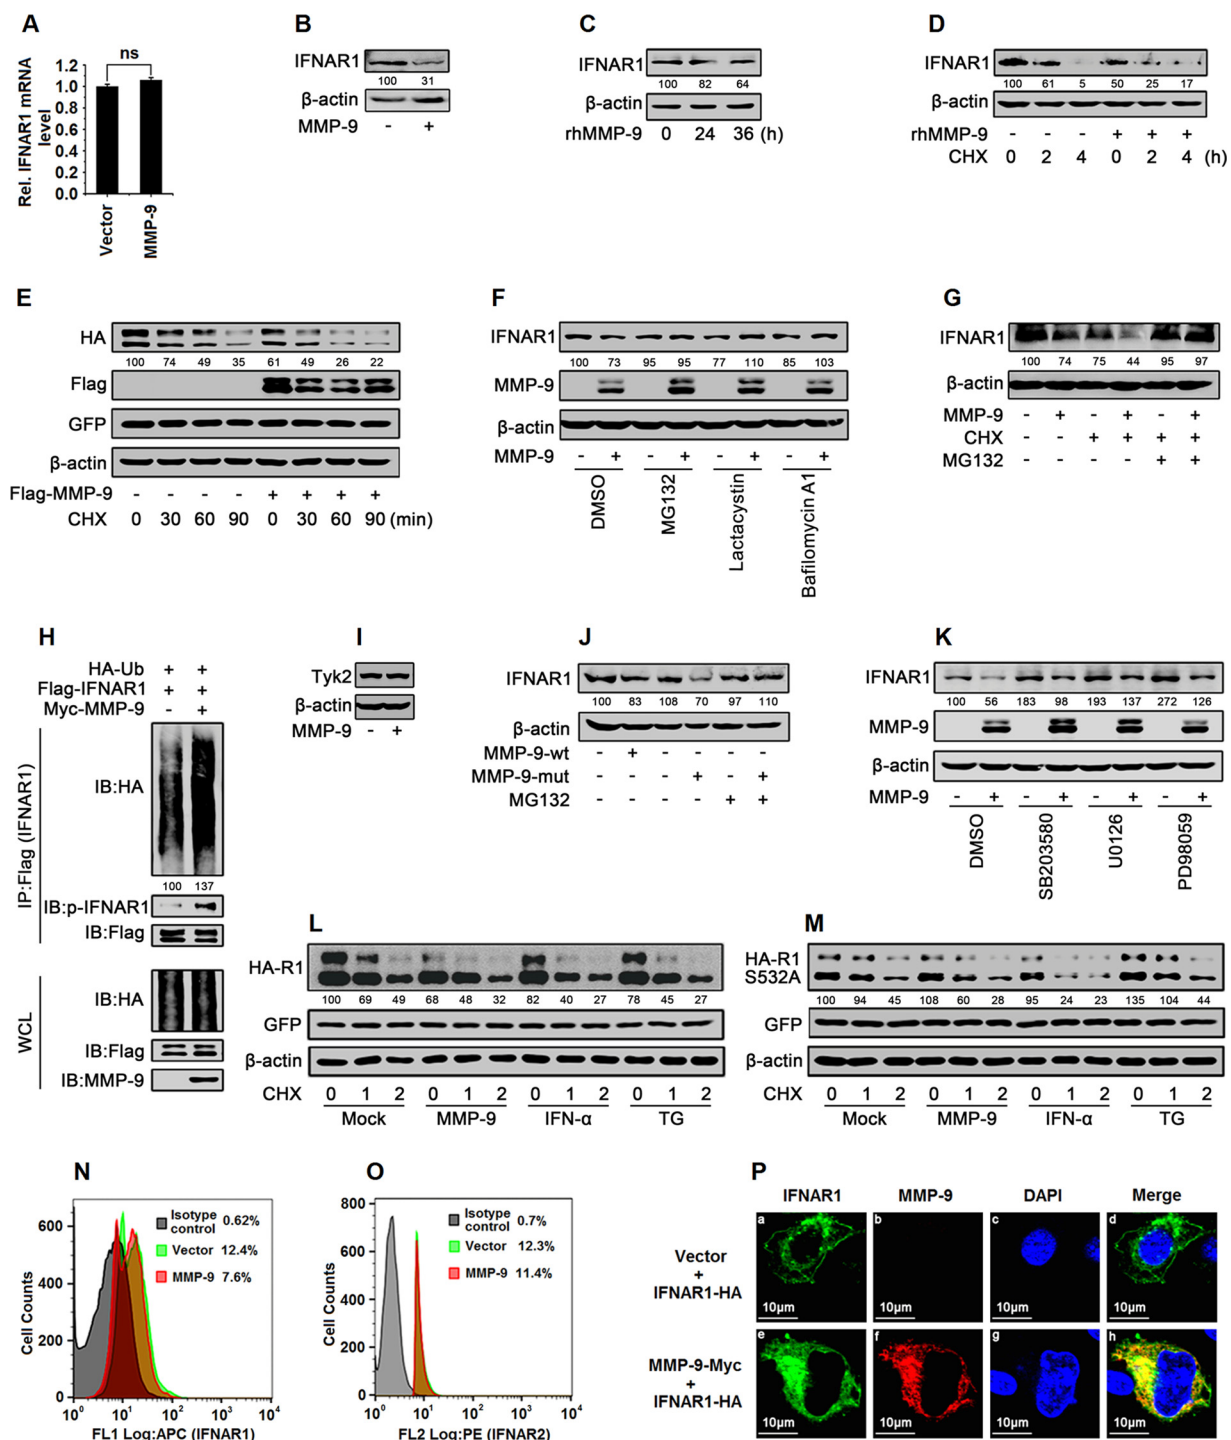 A
ns
Rel. IFNAR1 mRNA level
1.2
1.0
0.8
0.6
0.4
0.2
0.0
Vector
MMP-9
B
IFNAR1
100 31
β-actin
MMP-9 - +
C
IFNAR1
100 82 64
β-actin
rhMMP-9 0 24 36 (h)
D
IFNAR1
100 61 5 50 25 17
β-actin
rhMMP-9 - - - + + +
CHX 0 2 4 0 2 4 (h)
E
HA
100 74 49 35 61 49 26 22
Flag
GFP
β-actin
Flag-MMP-9 - - - - + + + +
CHX 0 30 60 90 0 30 60 90 (min)
F
IFNAR1
100 73 95 95 77 110 85 103
MMP-9
β-actin
MMP-9 - + - + - + - +
DMSO
MG132
Lactacystin
Bafilomycin A1
G
IFNAR1
100 74 75 44 95 97
β-actin
MMP-9 - + - + - +
CHX - - + + + +
MG132 - - - - + +
H
HA-Ub + +
Flag-IFNAR1 + +
Myc-MMP-9 - +
IP:Flag (IFNAR1)
IB:HA
100 137
IB:p-IFNAR1
IB:Flag
WCL
IB:HA
IB:Flag
IB:MMP-9
I
Tyk2
β-actin
MMP-9 - +
J
IFNAR1
100 83 108 70 97 110
β-actin
MMP-9-wt - + - - - -
MMP-9-mut - - - + - +
MG132 - - - - + +
K
IFNAR1
100 56 183 98 193 137 272 126
MMP-9
β-actin
MMP-9 - + - + - + - +
DMSO
SB203580
U0126
PD98059
L
HA-R1
100 69 49 68 48 32 82 40 27 78 45 27
GFP
β-actin
CHX 0 1 2 0 1 2 0 1 2 0 1 2
Mock MMP-9 IFN-α TG
M
HA-R1
S532A
100 94 45 108 60 28 95 24 23 135 104 44
GFP
β-actin
CHX 0 1 2 0 1 2 0 1 2 0 1 2
Mock MMP-9 IFN-α TG
N
Cell Counts
600
400
200
0
Isotype control 0.62%
Vector 12.4%
MMP-9 7.6%
10⁰ 10¹ 10² 10³ 10⁴
FL1 Log:APC (IFNAR1)
O
Cell Counts
800
600
400
200
0
Isotype control 0.7%
Vector 12.3%
MMP-9 11.4%
10⁰ 10¹ 10² 10³ 10⁴
FL2 Log:PE (IFNAR2)
P
IFNAR1 MMP-9 DAPI Merge
Vector
+
IFNAR1-HA
a b c d
10μm 10μm 10μm 10μm
MMP-9-Myc
+
IFNAR1-HA
e f g h
10μm 10μm 10μm 10μm